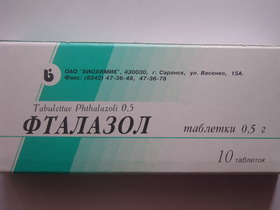 ОАО "БИОХИМИК", 430030, г. Саранск, ул. Васенко, 15А.
Факс: (8342) 47-36-48, 47-36-78
Tabulettae Phthalazoli 0,5
ФТАЛАЗОЛ
таблетки 0,5 г
10 таблеток